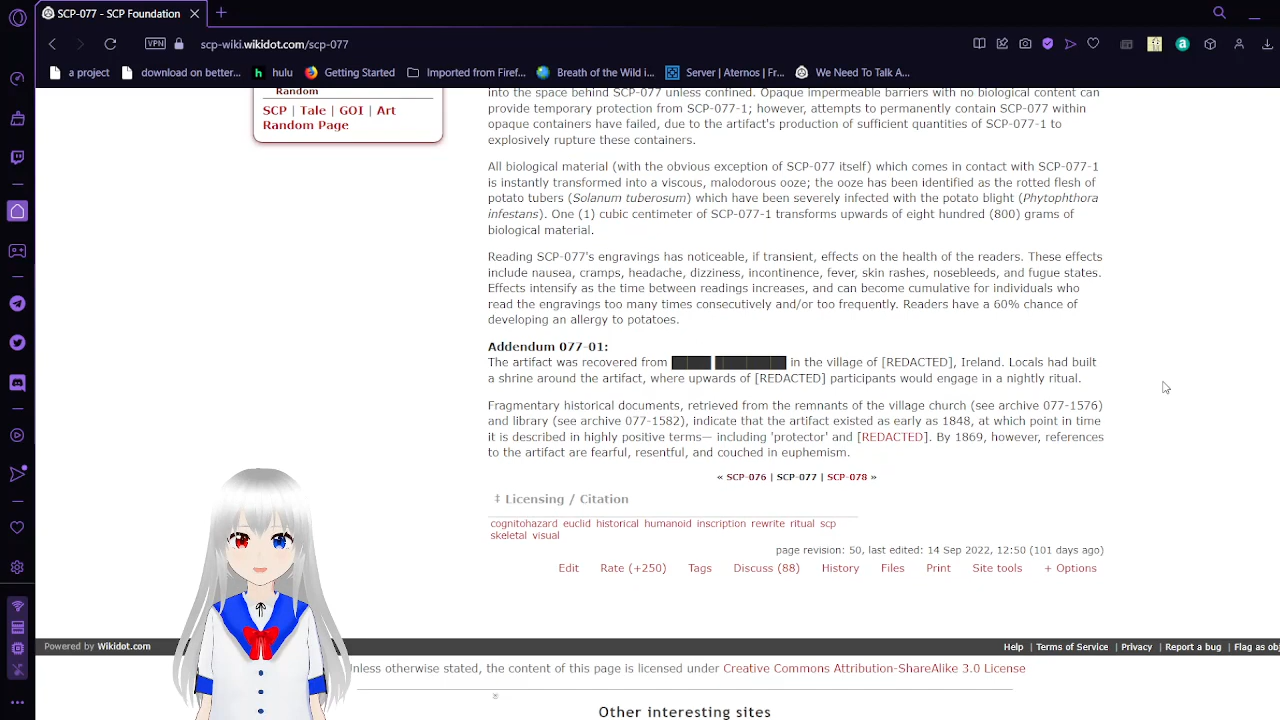 SCP-077 - SCP Foundation
VPN
scp-wiki.wikidot.com/scp-077
a project
download on better...
hulu
Getting Started
Imported from Firef...
Breath of the Wild i...
Server | Aternos | Fr...
We Need To Talk A...
Random
SCP | Tale | GOI | Art
Random Page
into the space behind SCP-077 unless confined. Opaque impermeable barriers with no biological content can
provide temporary protection from SCP-077-1; however, attempts to permanently contain SCP-077 within
opaque containers have failed, due to the artifact's production of sufficient quantities of SCP-077-1 to
explosively rupture these containers.
All biological material (with the obvious exception of SCP-077 itself) which comes in contact with SCP-077-1
is instantly transformed into a viscous, malodorous ooze; the ooze has been identified as the rotted flesh of
potato tubers (Solanum tuberosum) which have been severely infected with the potato blight (Phytophthora
infestans). One (1) cubic centimeter of SCP-077-1 transforms upwards of eight hundred (800) grams of
biological material.
Reading SCP-077's engravings has noticeable, if transient, effects on the health of the readers. These effects
include nausea, cramps, headache, dizziness, incontinence, fever, skin rashes, nosebleeds, and fugue states.
Effects intensify as the time between readings increases, and can become cumulative for individuals who
read the engravings too many times consecutively and/or too frequently. Readers have a 60% chance of
developing an allergy to potatoes.
Addendum 077-01:
The artifact was recovered from ████ ███████ in the village of [REDACTED], Ireland. Locals had built
a shrine around the artifact, where upwards of [REDACTED] participants would engage in a nightly ritual.
Fragmentary historical documents, retrieved from the remnants of the village church (see archive 077-1576)
and library (see archive 077-1582), indicate that the artifact existed as early as 1848, at which point in time
it is described in highly positive terms— including 'protector' and [REDACTED]. By 1869, however, references
to the artifact are fearful, resentful, and couched in euphemism.
« SCP-076 | SCP-077 | SCP-078 »
‡ Licensing / Citation
cognitohazard euclid historical humanoid inscription rewrite ritual scp
skeletal visual
page revision: 50, last edited: 14 Sep 2022, 12:50 (101 days ago)
Edit Rate (+250) Tags Discuss (88) History Files Print Site tools + Options
Powered by Wikidot.com
Help | Terms of Service | Privacy | Report a bug | Flag as obj
Unless otherwise stated, the content of this page is licensed under Creative Commons Attribution-ShareAlike 3.0 License
Other interesting sites